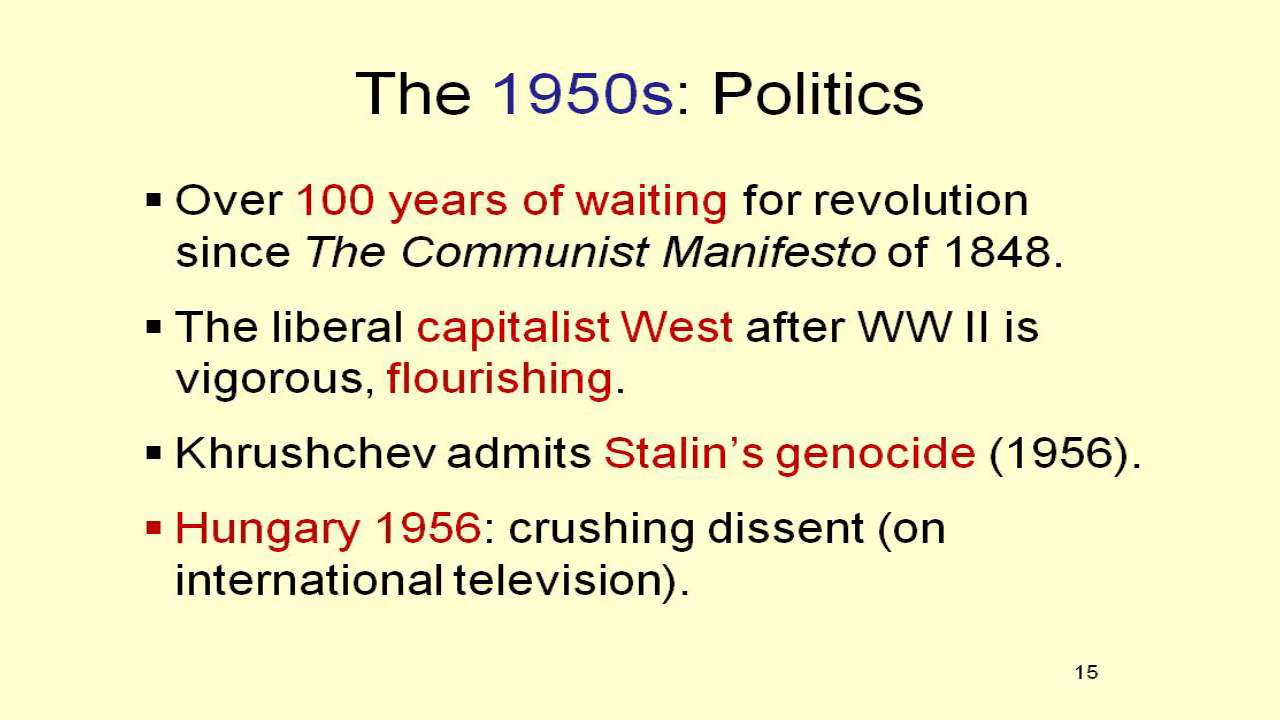 The 1950s: Politics
▪ Over 100 years of waiting for revolution
since The Communist Manifesto of 1848.
▪ The liberal capitalist West after WW II is
vigorous, flourishing.
▪ Khrushchev admits Stalin’s genocide (1956).
▪ Hungary 1956: crushing dissent (on
international television).
15